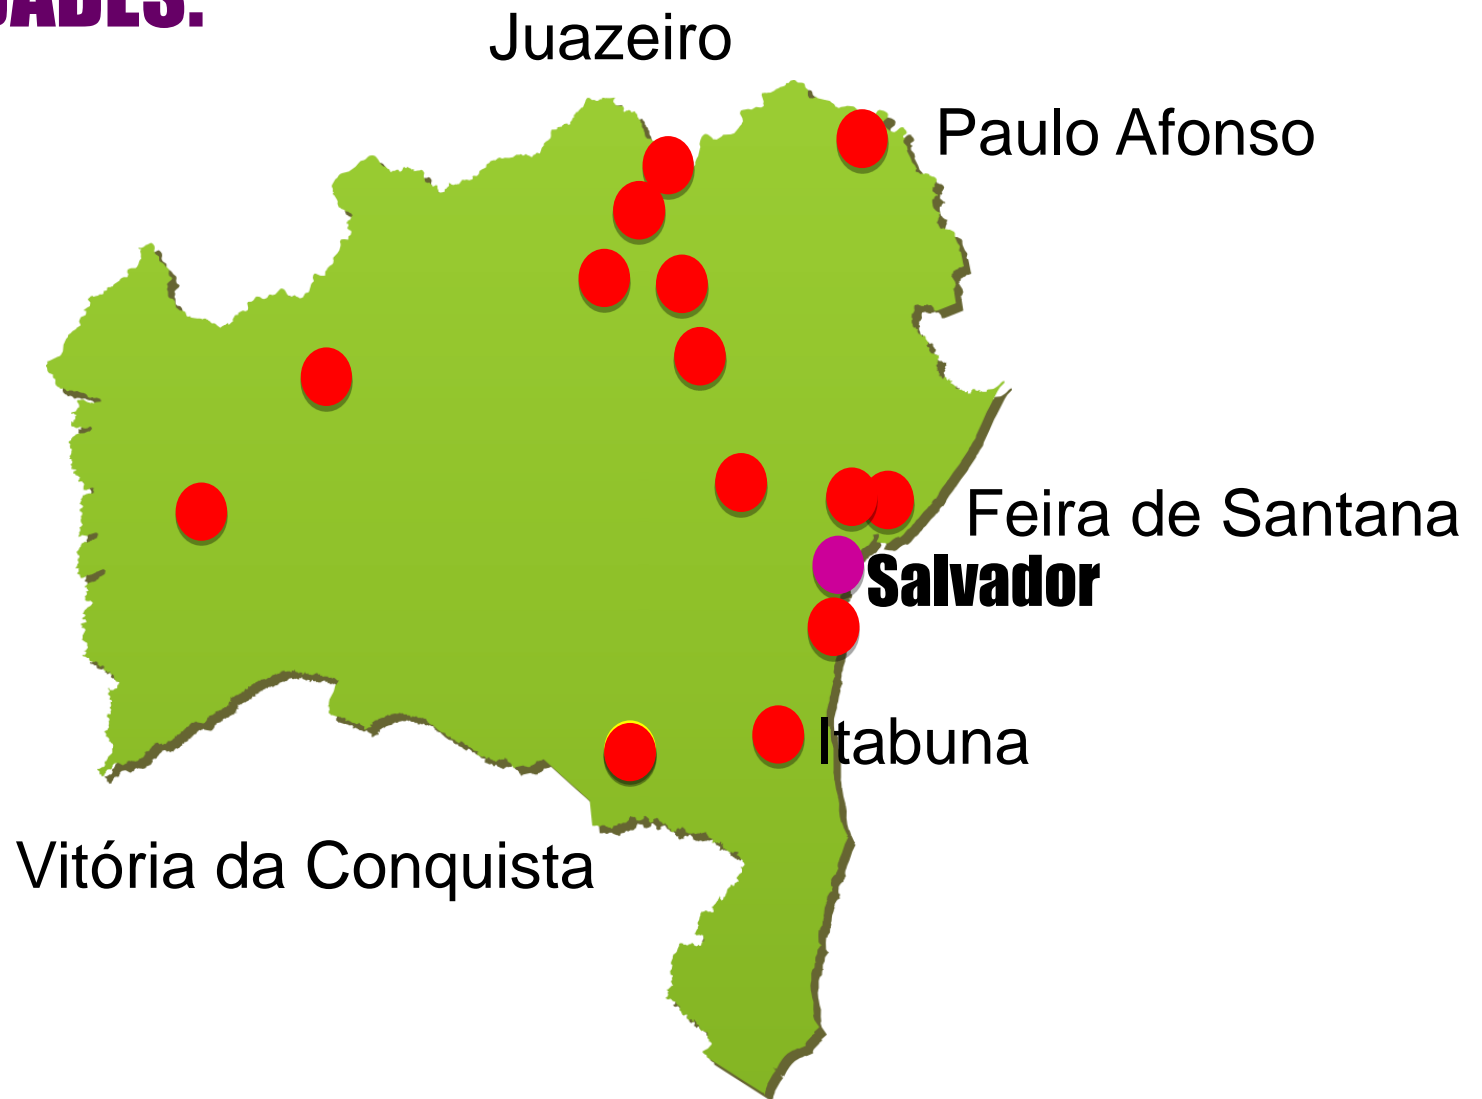 Juazeiro
Paulo Afonso
Feira de Santana
Salvador
Itabuna
Vitória da Conquista